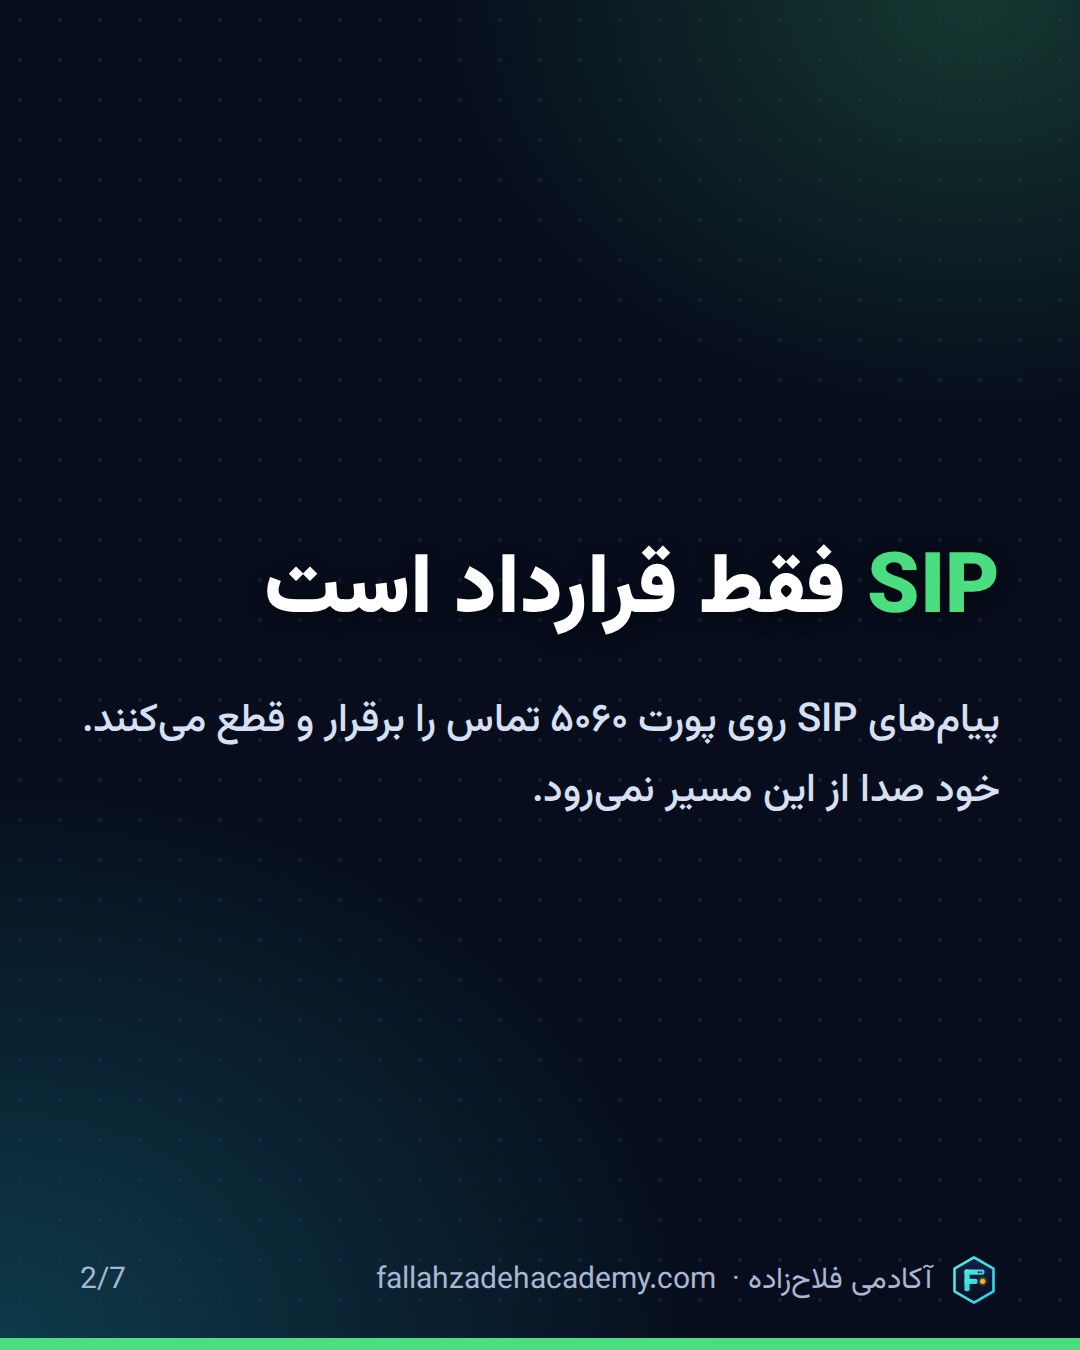 SIP فقط قرارداد است
پیام‌های SIP روی پورت ۵۰۶۰ تماس را برقرار و قطع می‌کنند.
خود صدا از این مسیر نمی‌رود.
آکادمی فلاح‌زاده · fallahzadehacademy.com
2/7